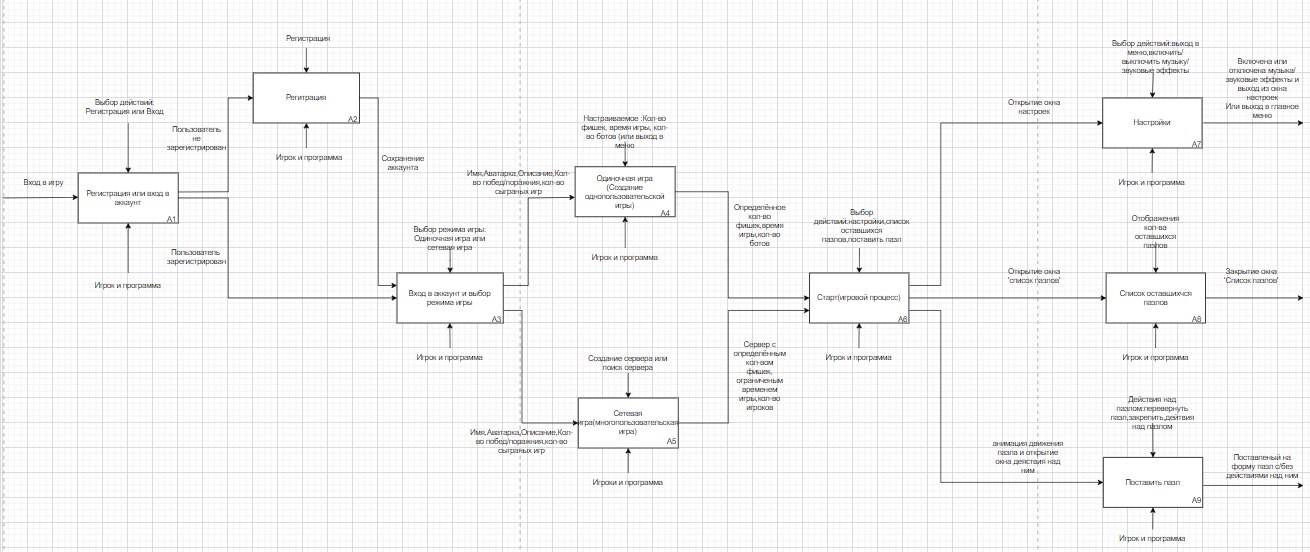 Вход в игру
Выбор действий:
Регистрация или Вход
Регистрация или вход в
аккаунт
A1
Игрок и программа
Пользователь
не
зарегистрирован
Пользователь
зарегистрирован
Регистрация
Регитрация
A2
Игрок и программа
Сохранение
аккаунта
Выбор режима игры:
Одиночная игра или
сетевая игра
Вход в аккаунт и выбор
режима игры
A3
Игрок и программа
Имя,Аватарка,Описание,Кол-
во побед/поражния,кол-во
сыграных игр
Настраиваемое :Кол-во
фишек, время игры, кол-
во ботов (или выход в
меню
Одиночная игра
(Создание
однопользовательской
игры)
A4
Игрок и программа
Имя,Аватарка,Описание,Кол-
во побед/поражния,кол-во
сыграных игр
Создание сервера или
поиск сервера
Сетевая
игра(многопользовательская
игра)
A5
Игроки и программа
Определённое
кол-во
фишек,время
игры,кол-во
ботов
Сервер с
определённым
кол-вом
фишек,
ограниченым
временем
игры,кол-во
игроков
Выбор
действий:настройки,список
оставшихся
пазлов,поставить пазл
Старт(игровой процесс)
A6
Игрок и программа
Открытие окна
настроек
Выбор действий:выход в
меню,включить/
выключить музыку/
звуковые эффекты
Настройки
A7
Игрок и программа
Включена или
отключена музыка/
звуковые эффекты и
выход из окна
настроек
Или выход в главное
меню
Открытие окна
'список пазлов'
Отображения
кол-ва
оставшихся
пазлов
Список оставшихчся
пазлов
A8
Игрок и программа
Закрытие окна
'Список пазлов'
анимация движения
пазла и открытие
окна деяствия над
ним
Действия над
пазлом:перевернуть
пазл,закрепить,дейтвия
над пазлом
Поставить пазл
A9
Игрок и программа
Поставленый на
форму пазл с/без
действиями над ним